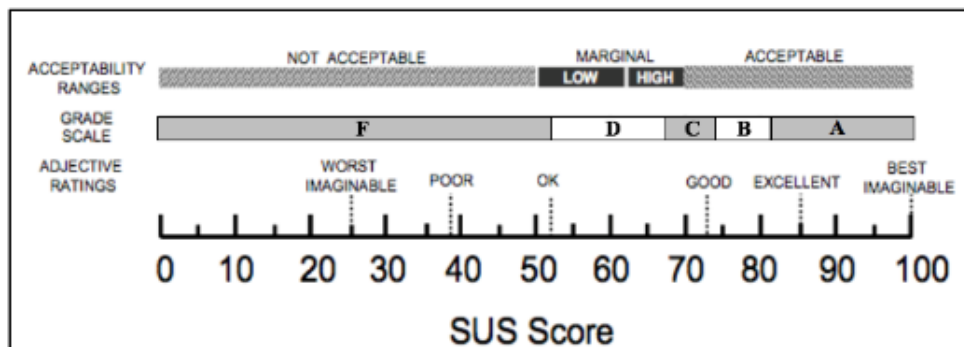 NOT ACCEPTABLE MARGINAL ACCEPTABLE
ACCEPTABILITY
RANGES
LOW HIGH
GRADE
SCALE
F D C B A
ADJECTIVE
RATINGS
WORST
IMAGINABLE
POOR
OK
GOOD
EXCELLENT
BEST
IMAGINABLE
0 10 20 30 40 50 60 70 80 90 100
SUS Score